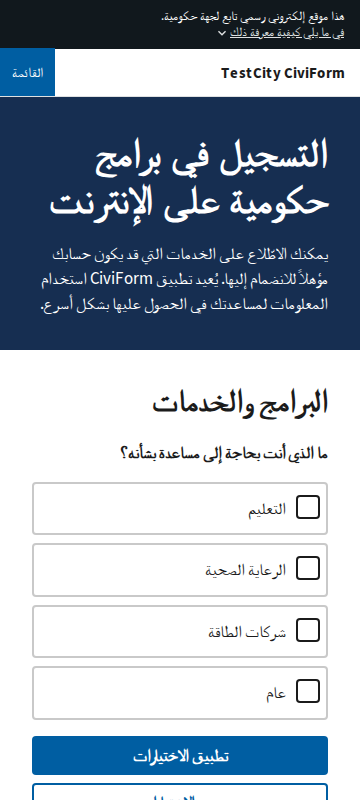 هذا موقع إلكتروني رسمي تابع لجهة حكومية.
في ما يلي كيفية معرفة ذلك
TestCity CiviForm
القائمة
التسجيل في برامج
حكومية على الإنترنت
يمكنك الاطّلاع على الخدمات التي قد يكون حسابك
مؤهلاً للانضمام إليها. يُعيد تطبيق CiviForm استخدام
المعلومات لمساعدتك في الحصول عليها بشكل أسرع.
البرامج والخدمات
ما الذي أنت بحاجة إلى مساعدة بشأنه؟
التعليم
الرعاية الصحية
شركات الطاقة
عام
تطبيق الاختيارات